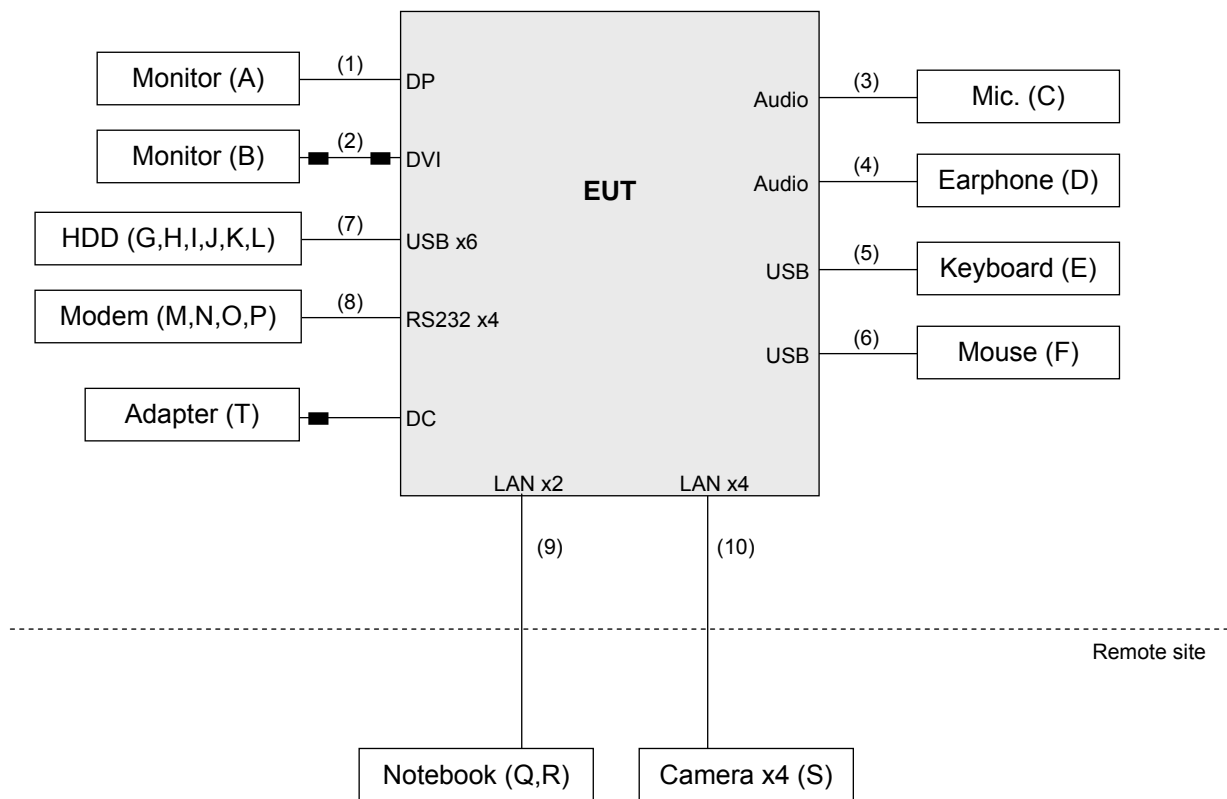 Monitor (A)
(1)
DP
Monitor (B)
(2)
DVI
HDD (G,H,I,J,K,L)
(7)
USB x6
Modem (M,N,O,P)
(8)
RS232 x4
Adapter (T)
DC
EUT
Audio
(3)
Mic. (C)
Audio
(4)
Earphone (D)
USB
(5)
Keyboard (E)
USB
(6)
Mouse (F)
LAN x2
LAN x4
(9)
(10)
Remote site
Notebook (Q,R)
Camera x4 (S)